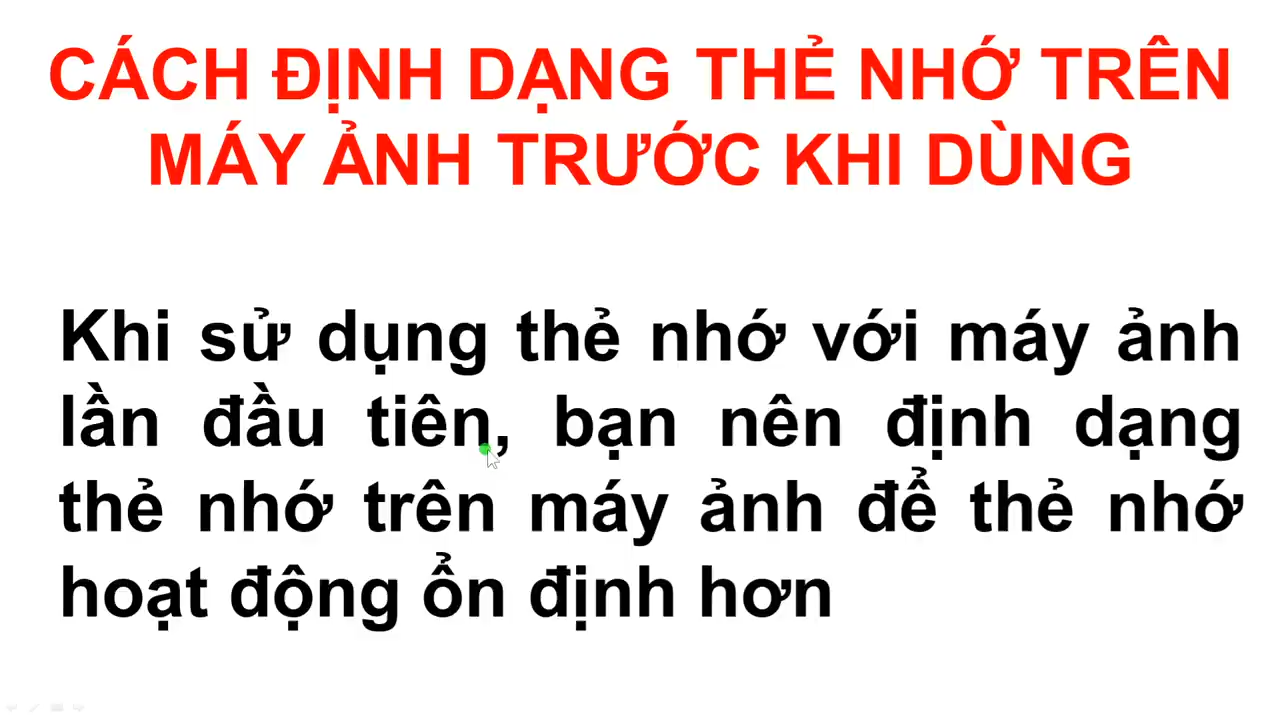 CÁCH ĐỊNH DẠNG THẺ NHỚ TRÊN
MÁY ẢNH TRƯỚC KHI DÙNG
Khi sử dụng thẻ nhớ với máy ảnh
lần đầu tiên, bạn nên định dạng
thẻ nhớ trên máy ảnh để thẻ nhớ
hoạt động ổn định hơn